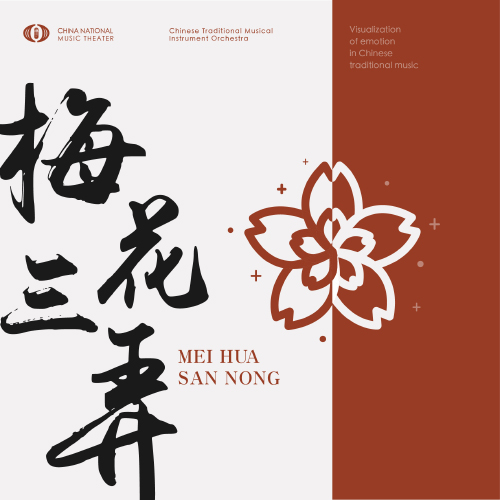 CHINA NATIONAL
MUSIC THEATER
Chinese Traditional Musical
Instrument Orchestra
Visualization
of emotion
In Chinese
traditional music
梅花
三弄
MEI HUA
SAN NONG